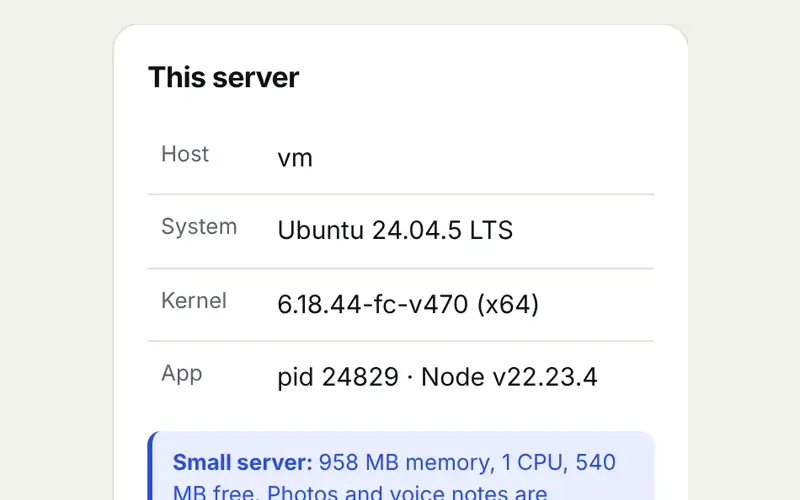 This server
Host vm
System Ubuntu 24.04.5 LTS
Kernel 6.18.44-fc-v470 (x64)
App pid 24829 · Node v22.23.4
Small server: 958 MB memory, 1 CPU, 540
MB free. Photos and voice notes are